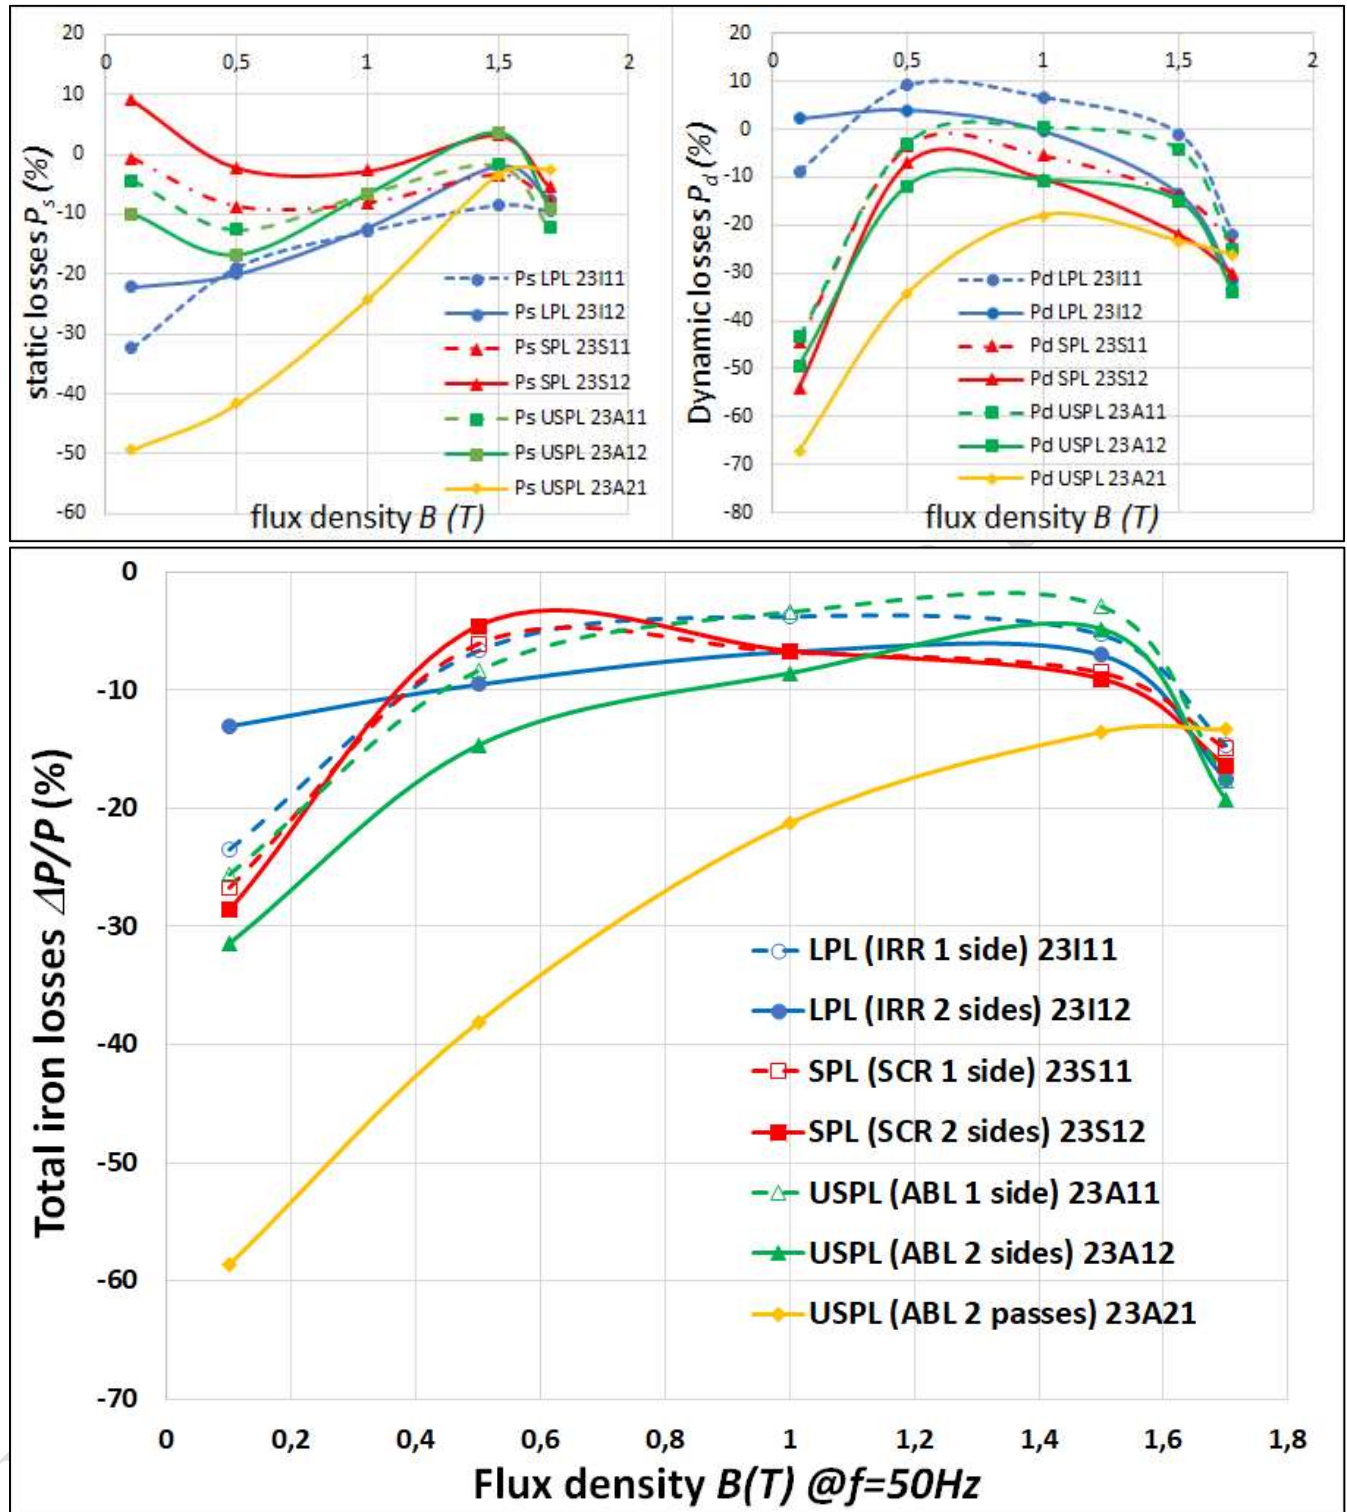 20
0
0,5
1
1,5
2
10
0
-10
-20
-30
-40
-50
-60
static losses Ps (%)
Ps LPL 23I11
Ps LPL 23I12
Ps SPL 23S11
Ps SPL 23S12
Ps USPL 23A11
Ps USPL 23A12
Ps USPL 23A21
flux density B (T)
20
0
0,5
1
1,5
2
10
0
-10
-20
-30
-40
-50
-60
-70
-80
Dynamic losses Pd (%)
Pd LPL 23I11
Pd LPL 23I12
Pd SPL 23S11
Pd SPL 23S12
Pd USPL 23A11
Pd USPL 23A12
Pd USPL 23A21
flux density B (T)
0
-10
-20
-30
-40
-50
-60
-70
Total iron losses ΔP/P (%)
LPL (IRR 1 side) 23I11
LPL (IRR 2 sides) 23I12
SPL (SCR 1 side) 23S11
SPL (SCR 2 sides) 23S12
USPL (ABL 1 side) 23A11
USPL (ABL 2 sides) 23A12
USPL (ABL 2 passes) 23A21
0 0,2 0,4 0,6 0,8 1 1,2 1,4 1,6 1,8
Flux density B(T) @f=50Hz